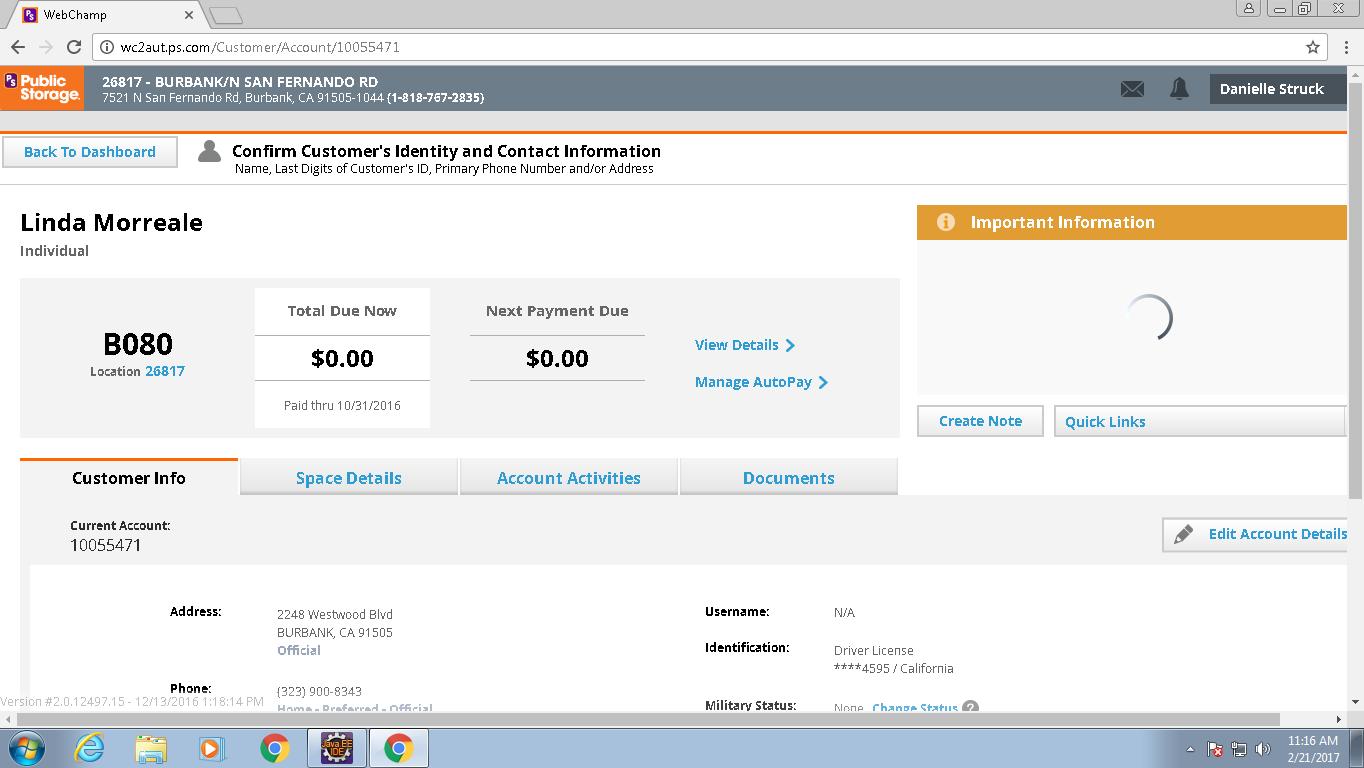 WebChamp
wc2aut.ps.com/Customer/Account/10055471
PS Public Storage.
26817 - BURBANK/N SAN FERNANDO RD
7521 N San Fernando Rd, Burbank, CA 91505-1044 (1-818-767-2835)
Danielle Struck
Back To Dashboard
Confirm Customer's Identity and Contact Information
Name, Last Digits of Customer's ID, Primary Phone Number and/or Address
Linda Morreale
Individual
Important Information
B080
Location 26817
Total Due Now
$0.00
Paid thru 10/31/2016
Next Payment Due
$0.00
View Details
Manage AutoPay
Create Note
Quick Links
Customer Info
Space Details
Account Activities
Documents
Current Account:
10055471
Edit Account Details
Address:
2248 Westwood Blvd
BURBANK, CA 91505
Official
Phone:
(323) 900-8343
Home - Preferred - Official
Username:
N/A
Identification:
Driver License
****4595 / California
Military Status:
None Change Status ?
Version #2.0.12497.15 - 12/13/2016 1:18:14 PM
Java EE
IDE
11:16 AM
2/21/2017